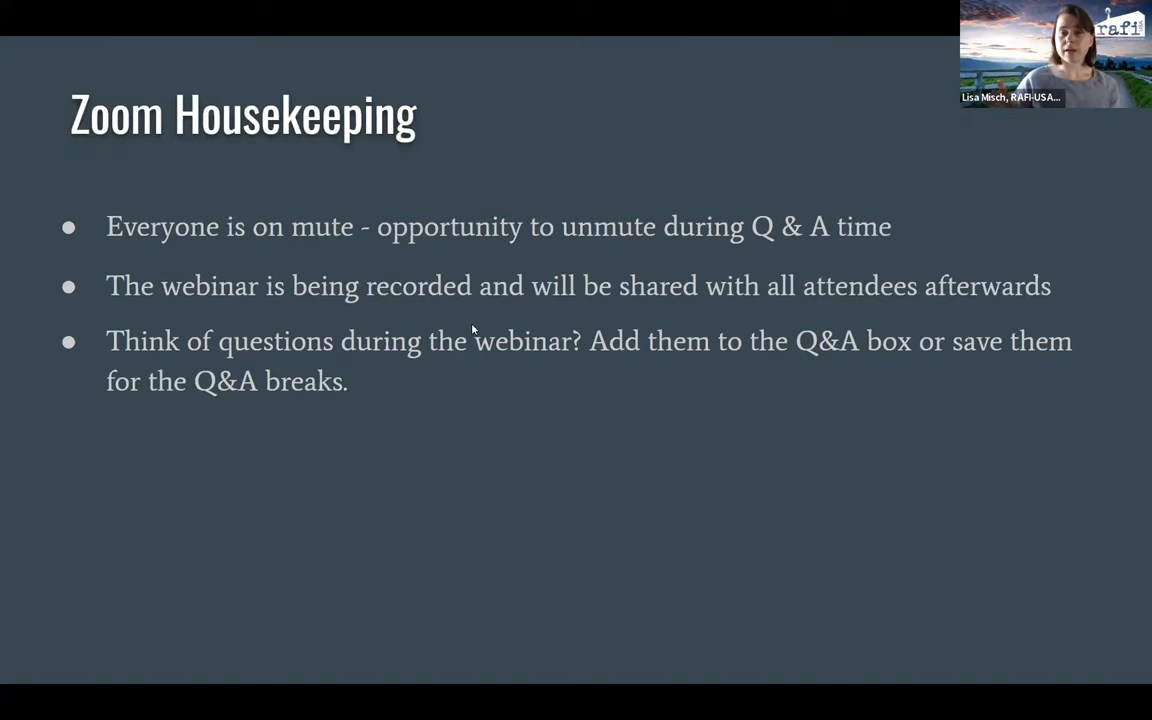 Zoom Housekeeping
● Everyone is on mute - opportunity to unmute during Q & A time
● The webinar is being recorded and will be shared with all attendees afterwards
● Think of questions during the webinar? Add them to the Q&A box or save them
for the Q&A breaks.
rafi
Lisa Misch, RAFI-USA...